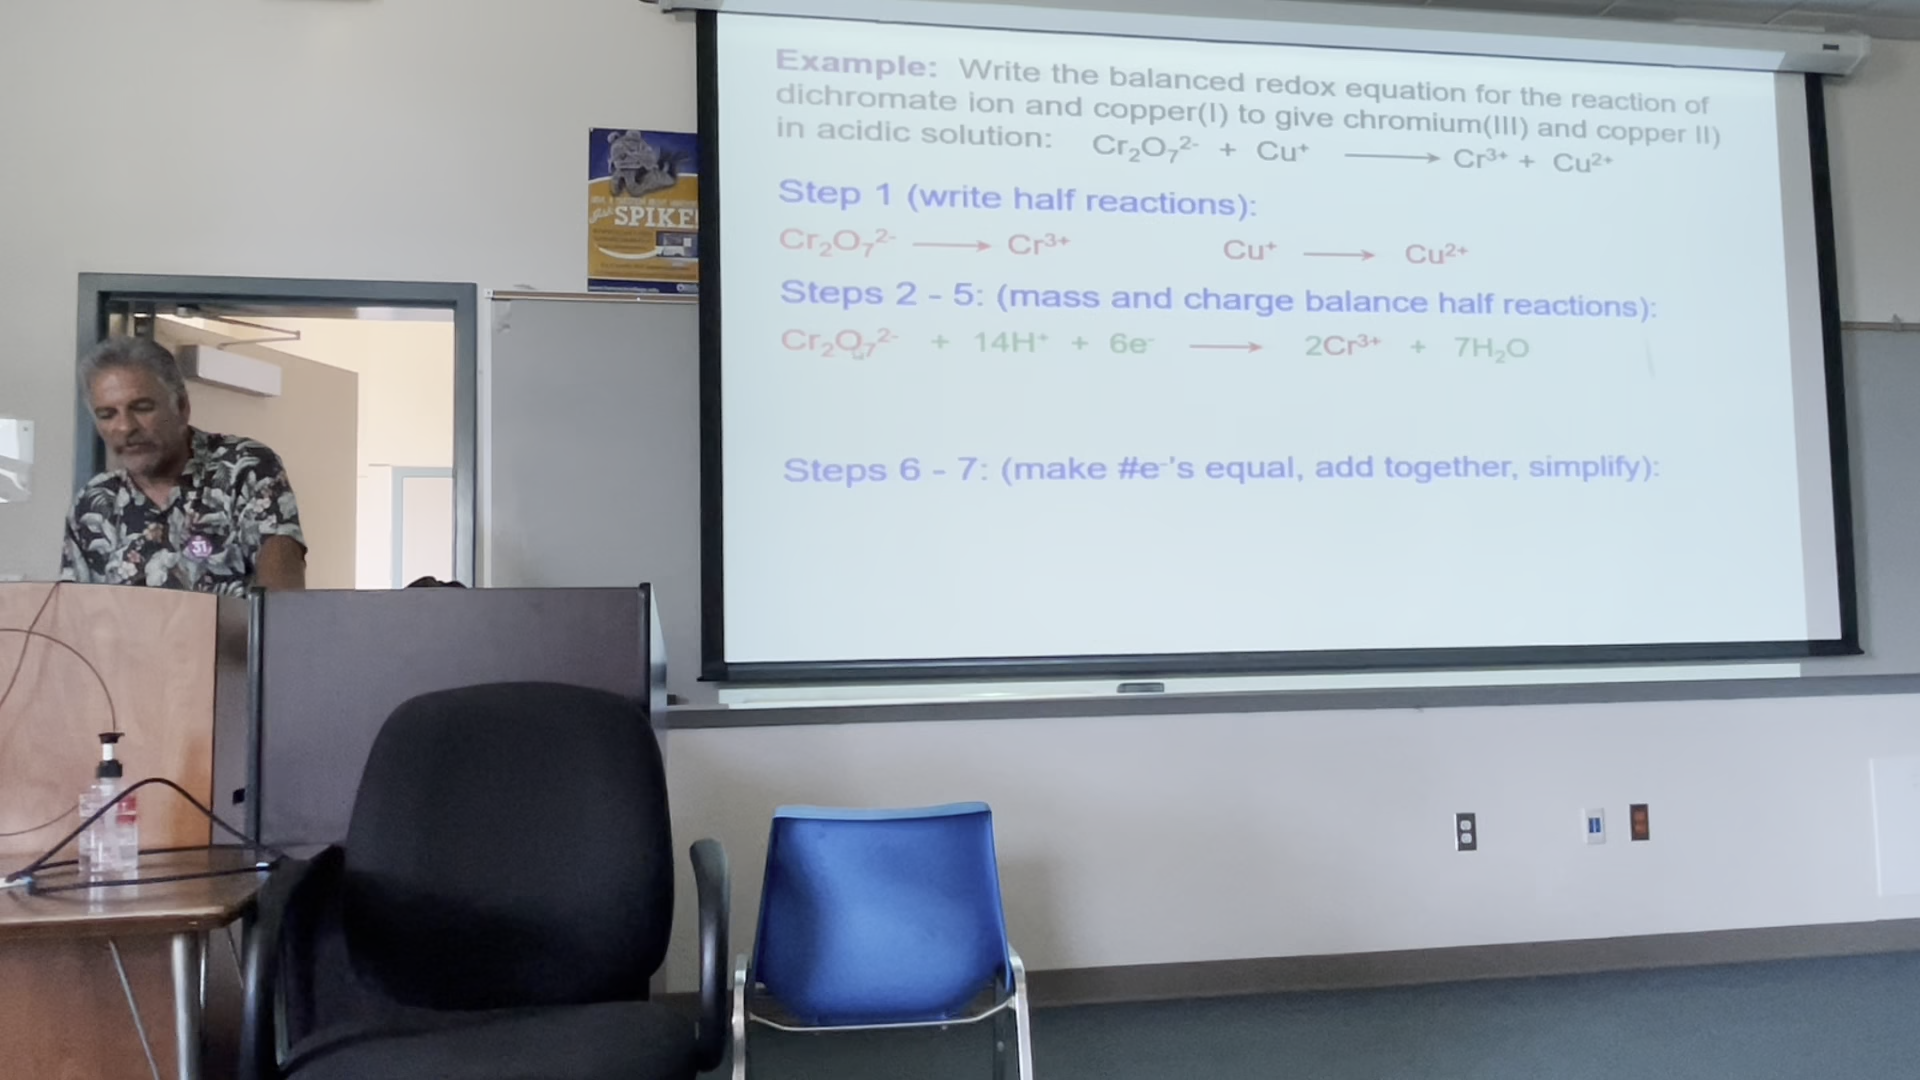 Example: Write the balanced redox equation for the reaction of
dichromate ion and copper(I) to give chromium(III) and copper II)
in acidic solution: Cr₂O₇²⁻ + Cu⁺ ⟶ Cr³⁺ + Cu²⁺
Step 1 (write half reactions):
Cr₂O₇²⁻ ⟶ Cr³⁺ Cu⁺ ⟶ Cu²⁺
Steps 2 - 5: (mass and charge balance half reactions):
Cr₂O₇²⁻ + 14H⁺ + 6e⁻ ⟶ 2Cr³⁺ + 7H₂O
Steps 6 - 7: (make #e⁻'s equal, add together, simplify):
SPIKE
31